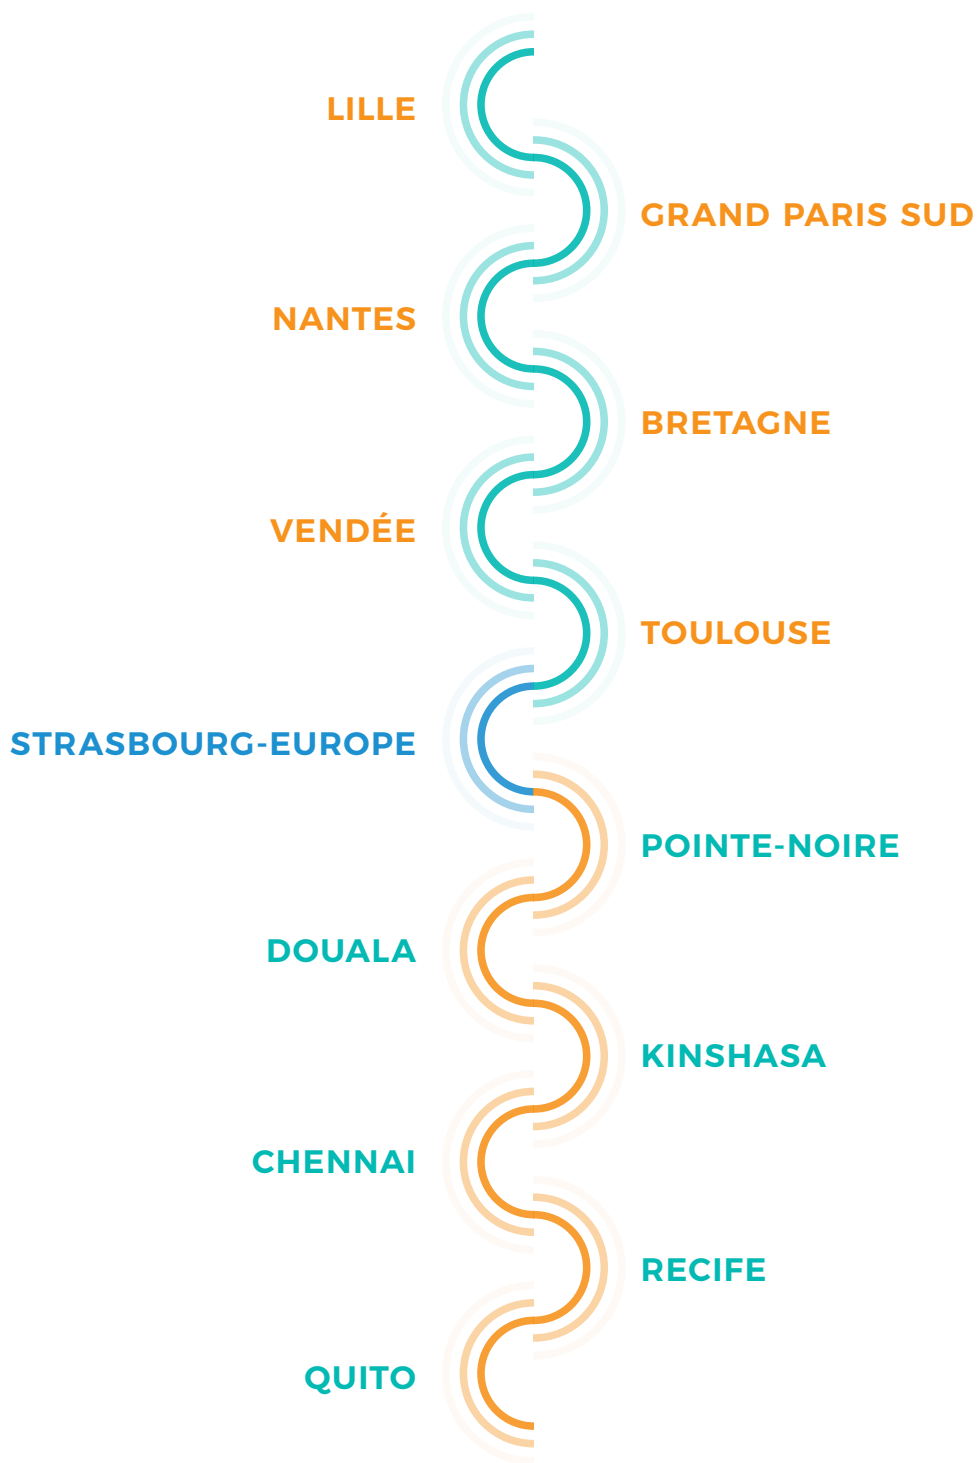 LILLE
GRAND PARIS SUD
NANTES
BRETAGNE
VENDÉE
TOULOUSE
STRASBOURG-EUROPE
POINTE-NOIRE
DOUALA
KINSHASA
CHENNAI
RECIFE
QUITO